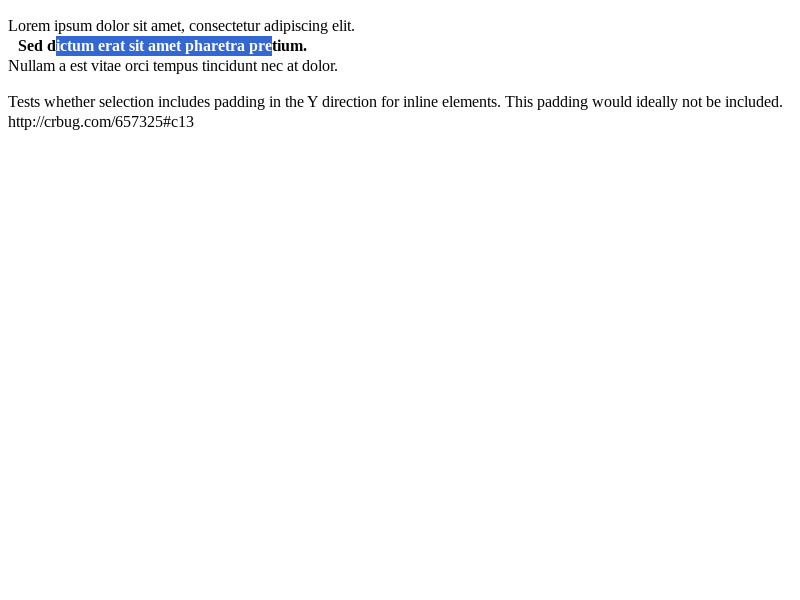 Lorem ipsum dolor sit amet, consectetur adipiscing elit.
Sed dictum erat sit amet pharetra pretium.
Nullam a est vitae orci tempus tincidunt nec at dolor.
Tests whether selection includes padding in the Y direction for inline elements. This padding would ideally not be included.
http://crbug.com/657325#c13